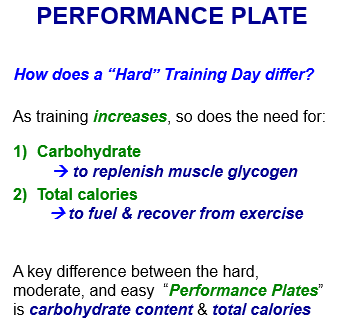 PERFORMANCE PLATE
How does a “Hard” Training Day differ?
As training increases, so does the need for:
1) Carbohydrate
→ to replenish muscle glycogen
2) Total calories
→ to fuel & recover from exercise
A key difference between the hard,
moderate, and easy “Performance Plates”
is carbohydrate content & total calories